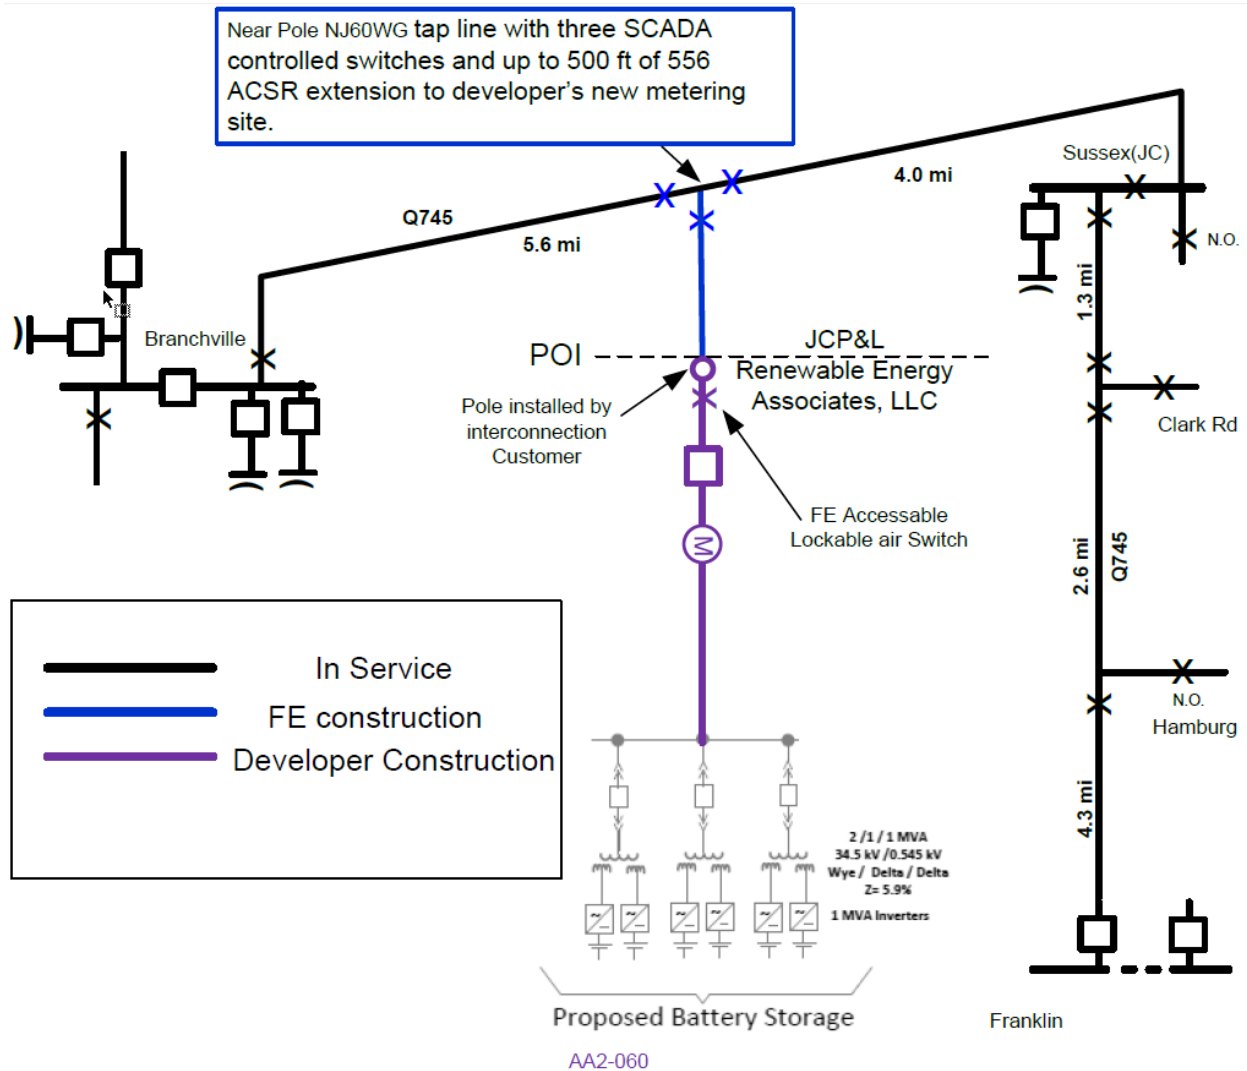 Near Pole NJ60WG tap line with three SCADA
controlled switches and up to 500 ft of 556
ACSR extension to developer's new metering
site.
Sussex(JC)
4.0 mi
Q745
5.6 mi
N.O.
1.3 mi
Branchville
POI
JCP&L
Renewable Energy
Associates, LLC
Pole installed by
interconnection
Customer
Clark Rd
FE Accessable
Lockable air Switch
M
2.6 mi
Q745
In Service
FE construction
Developer Construction
N.O.
Hamburg
4.3 mi
2 /1 / 1 MVA
34.5 kV /0.545 kV
Wye / Delta / Delta
Z= 5.9%
1 MVA Inverters
Proposed Battery Storage
Franklin
AA2-060